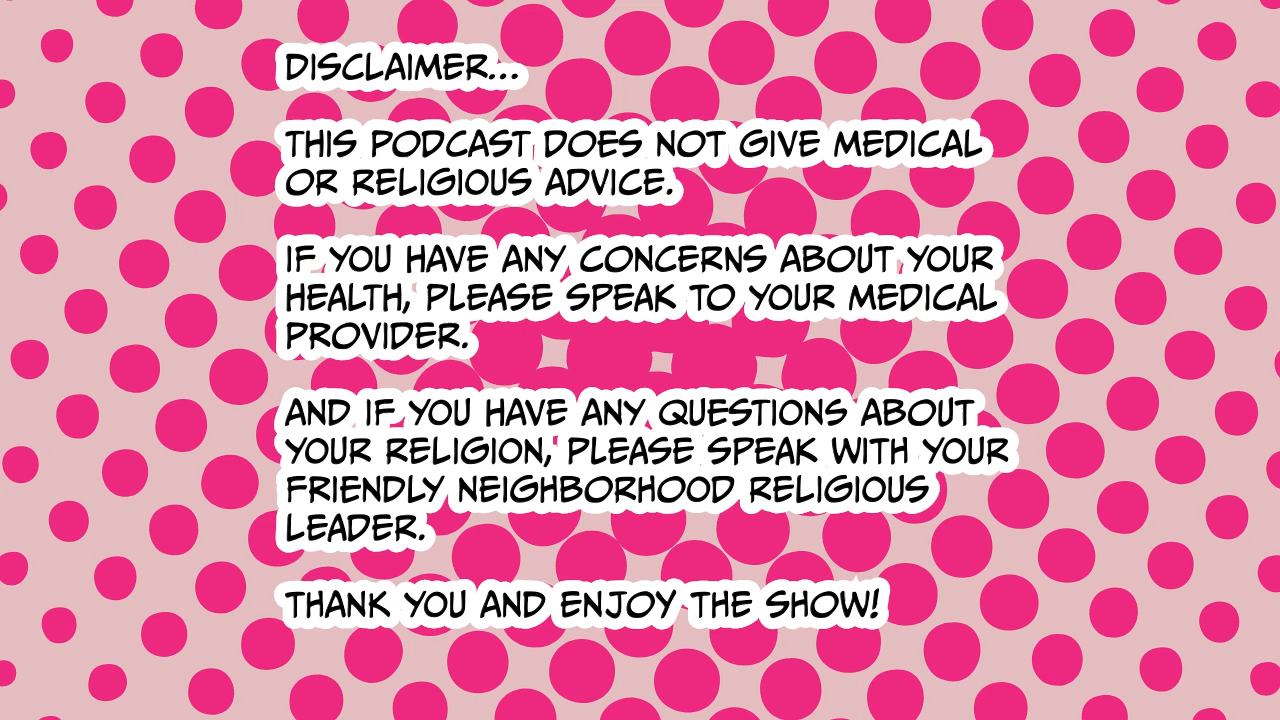 DISCLAIMER...
THIS PODCAST DOES NOT GIVE MEDICAL
OR RELIGIOUS ADVICE.
IF YOU HAVE ANY CONCERNS ABOUT YOUR
HEALTH, PLEASE SPEAK TO YOUR MEDICAL
PROVIDER.
AND IF YOU HAVE ANY QUESTIONS ABOUT
YOUR RELIGION, PLEASE SPEAK WITH YOUR
FRIENDLY NEIGHBORHOOD RELIGIOUS
LEADER.
THANK YOU AND ENJOY THE SHOW!